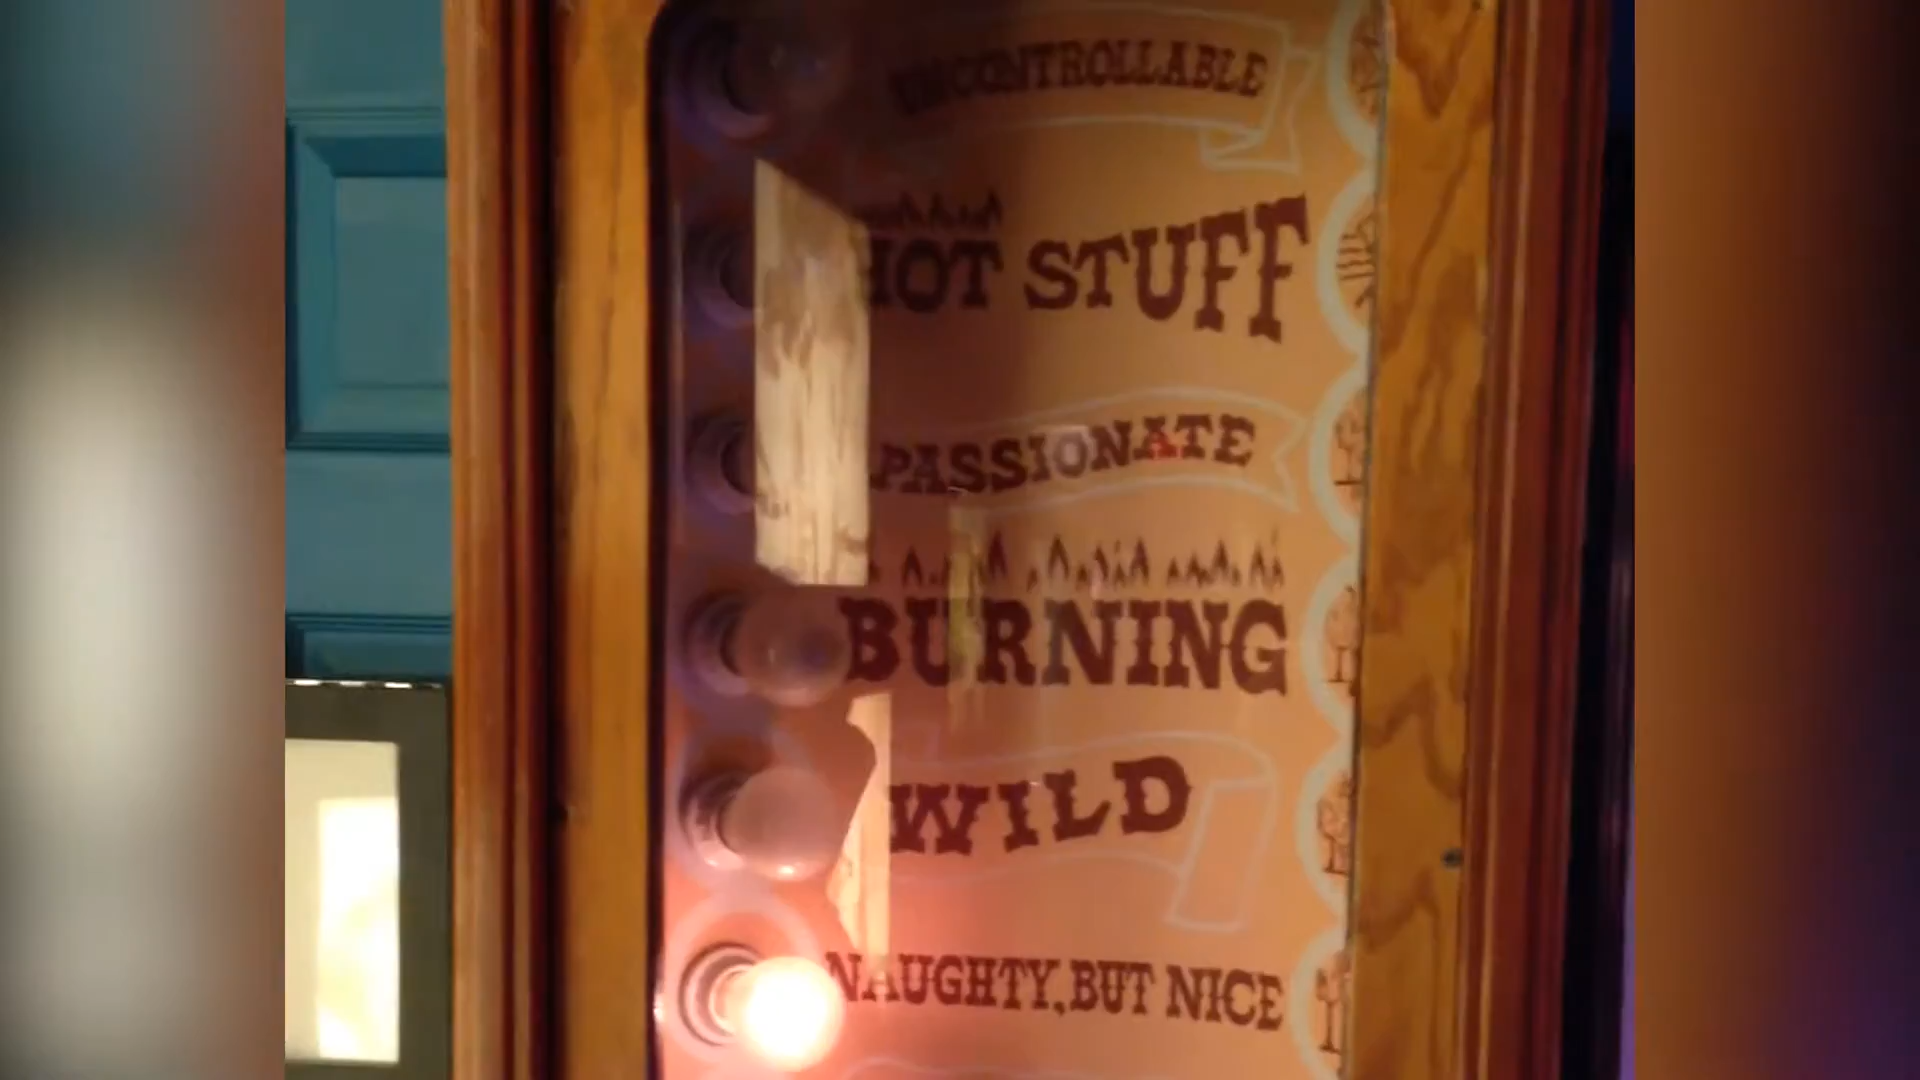 UNCONTROLLABLE
HOT STUFF
PASSIONATE
BURNING
WILD
NAUGHTY, BUT NICE